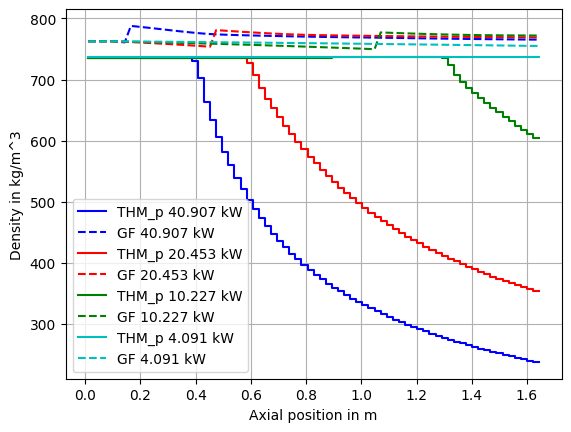 800
700
600
500
400
300
Density in kg/m^3
THM_p 40.907 kW
GF 40.907 kW
THM_p 20.453 kW
GF 20.453 kW
THM_p 10.227 kW
GF 10.227 kW
THM_p 4.091 kW
GF 4.091 kW
0.0 0.2 0.4 0.6 0.8 1.0 1.2 1.4 1.6
Axial position in m